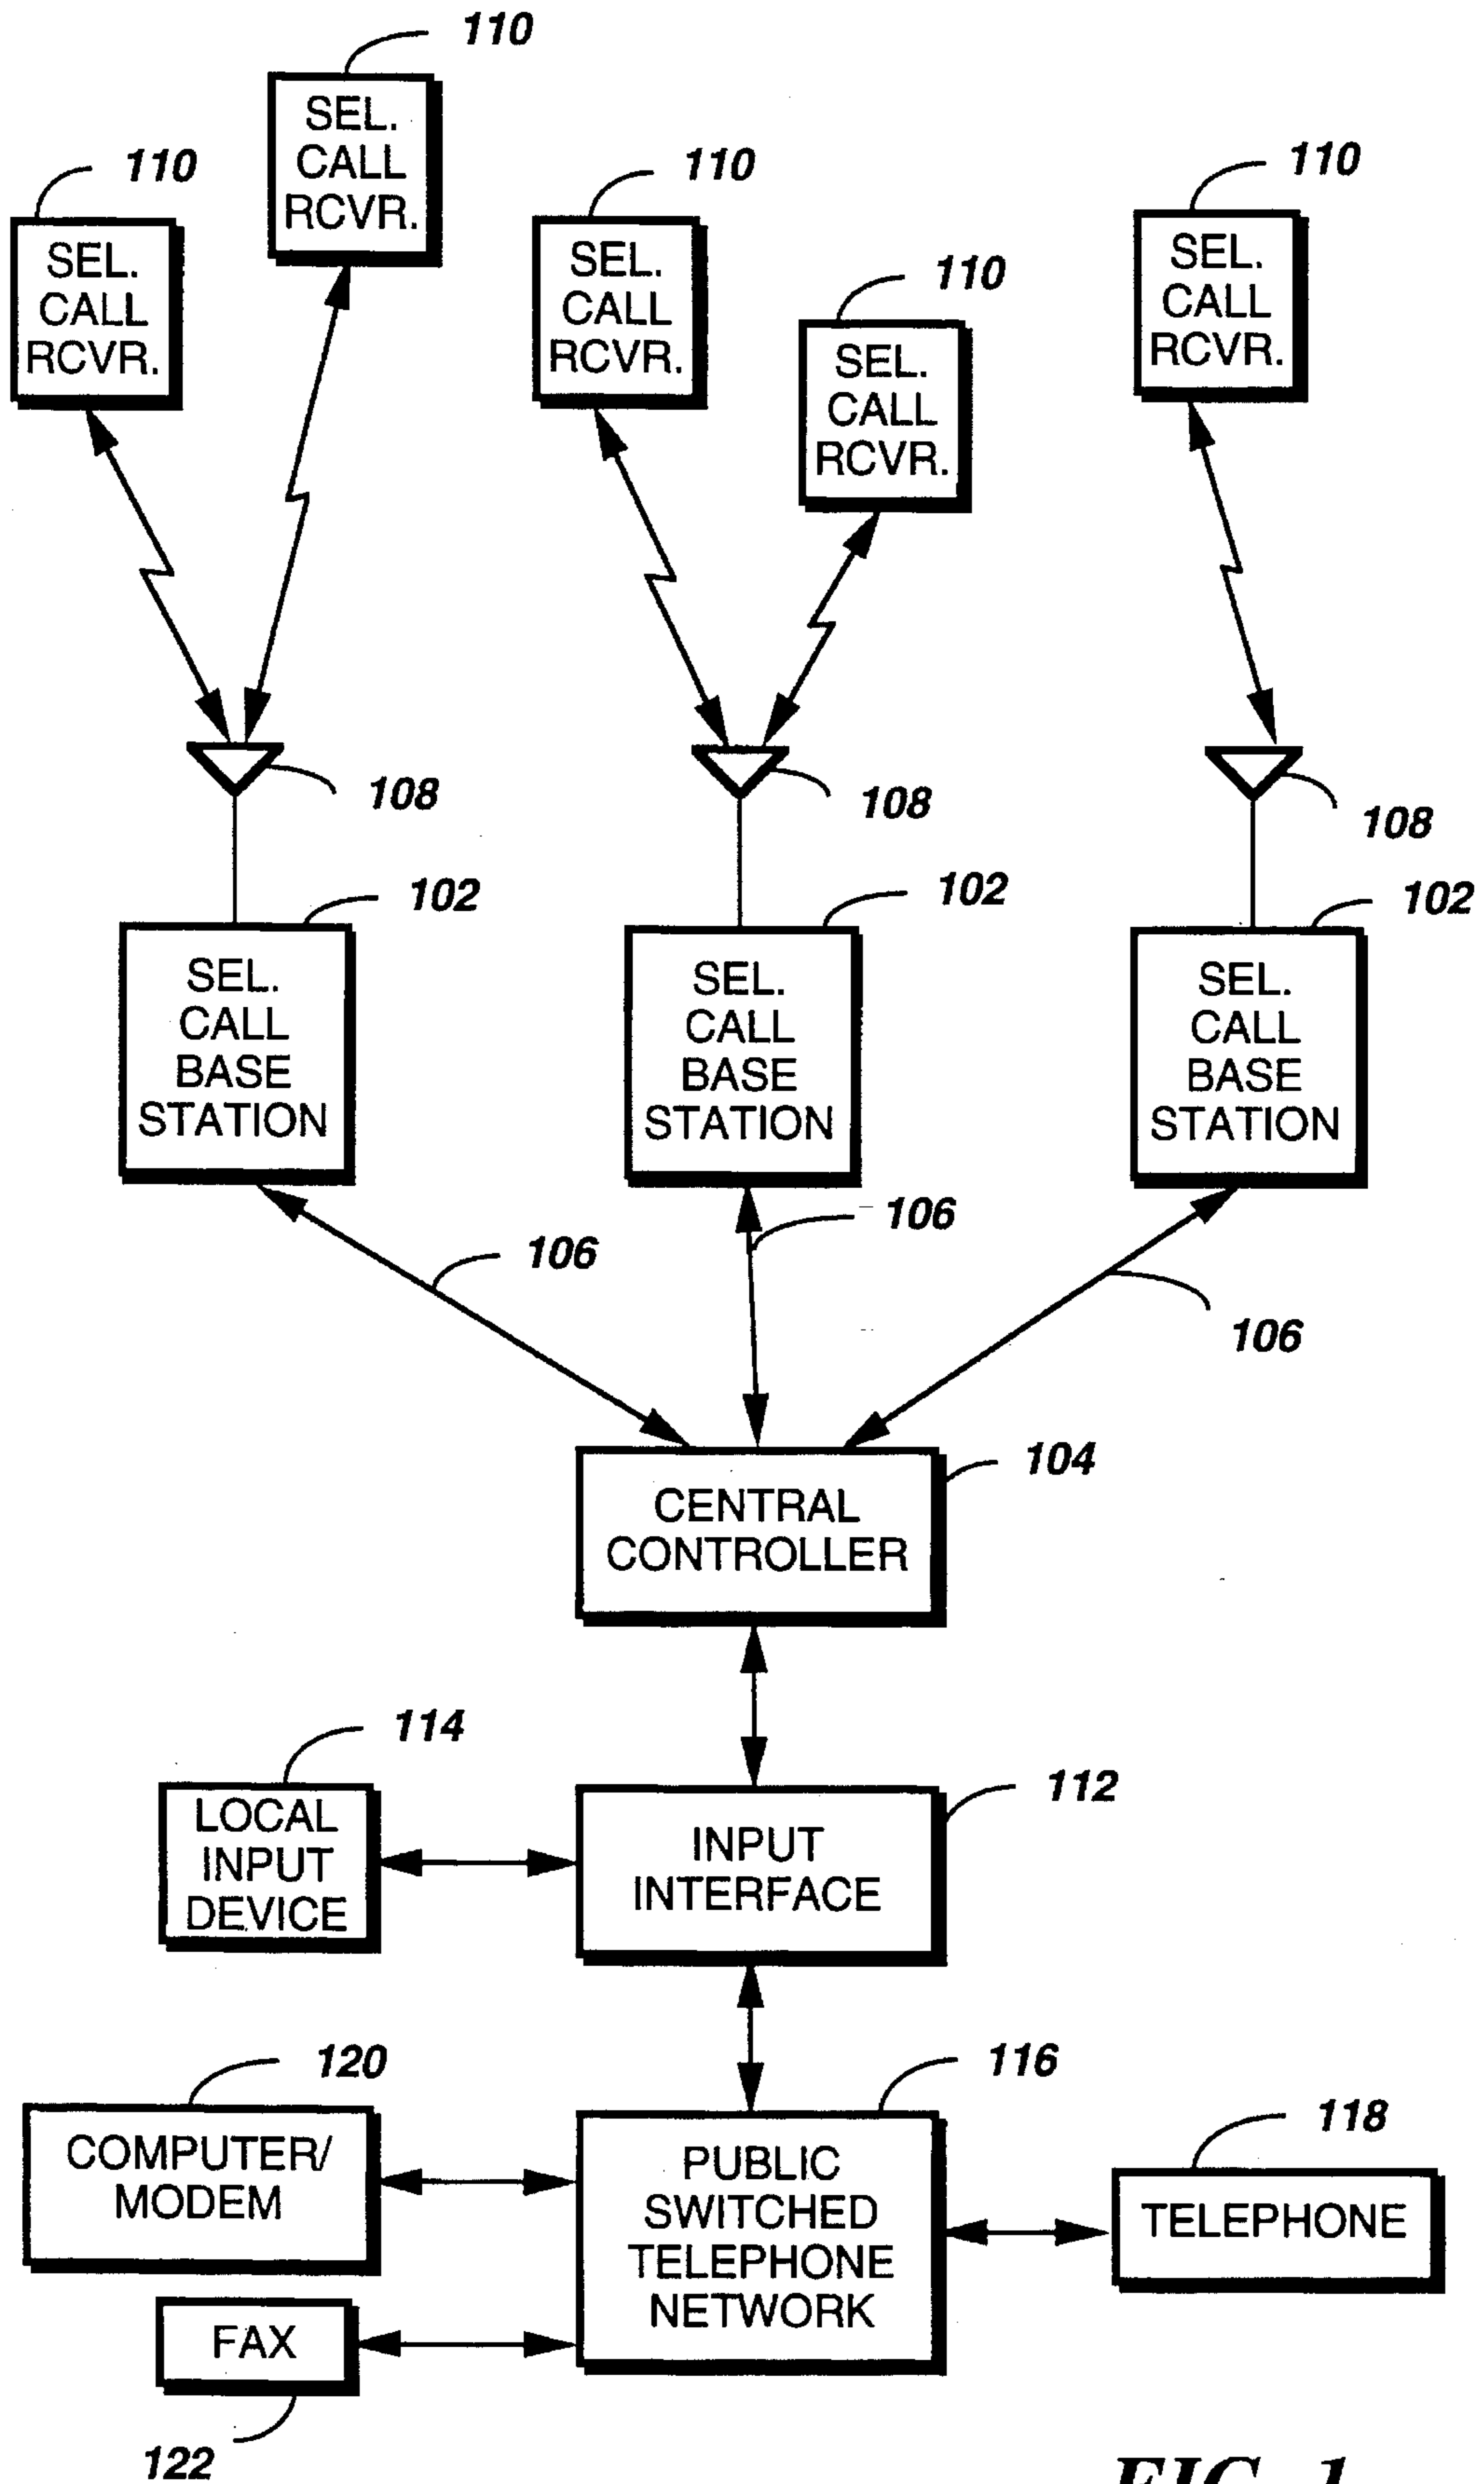 110
SEL.
CALL
RCVR.
110
SEL.
CALL
RCVR.
110
SEL.
CALL
RCVR.
110
SEL.
CALL
RCVR.
110
SEL.
CALL
RCVR.
108
108
108
102
SEL.
CALL
BASE
STATION
102
SEL.
CALL
BASE
STATION
102
SEL.
CALL
BASE
STATION
106
106
106
104
CENTRAL
CONTROLLER
114
LOCAL
INPUT
DEVICE
112
INPUT
INTERFACE
120
COMPUTER/
MODEM
116
PUBLIC
SWITCHED
TELEPHONE
NETWORK
118
TELEPHONE
FAX
122
FIG. 1